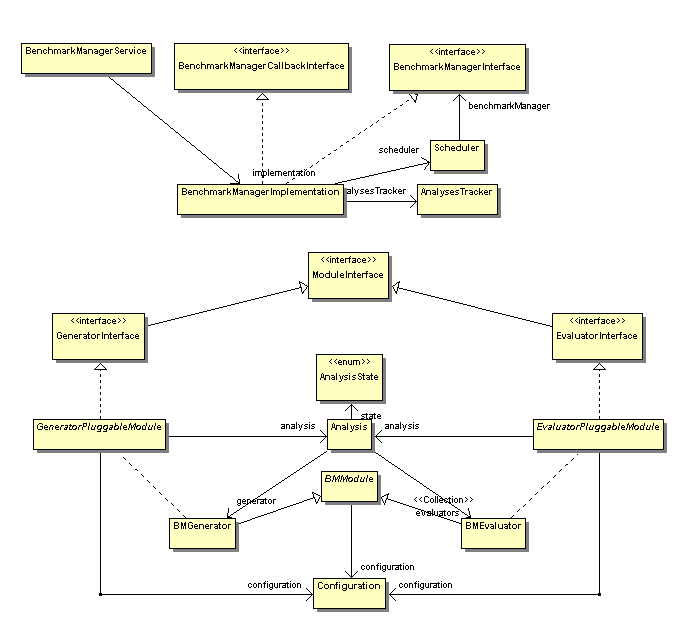 BenchmarkManagerService
<<interface>>
BenchmarkManagerCallbackInterface
<<interface>>
BenchmarkManagerInterface
benchmarkManager
Scheduler
scheduler
implementation
BenchmarkManagerImplementation
nalysesTracker
AnalysesTracker
<<interface>>
ModuleInterface
<<interface>>
GeneratorInterface
<<interface>>
EvaluatorInterface
<<enum>>
AnalysisState
state
GeneratorPluggableModule
analysis
Analysis
analysis
EvaluatorPluggableModule
BMModule
generator
<<Collection>>
evaluators
BMGenerator
BMEvaluator
configuration
configuration
Configuration
configuration